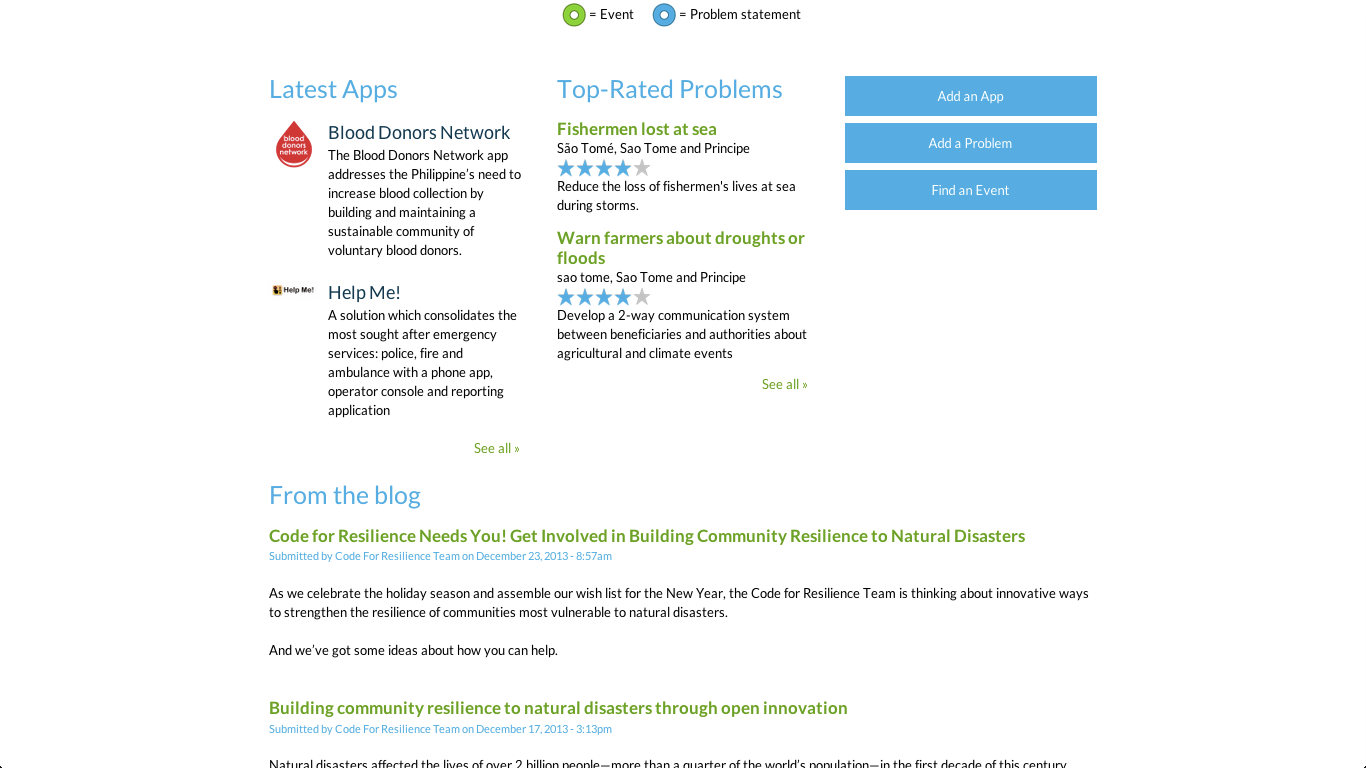 = Event = Problem statement
Latest Apps
blood
donors
network
Blood Donors Network
The Blood Donors Network app
addresses the Philippine’s need to
increase blood collection by
building and maintaining a
sustainable community of
voluntary blood donors.
Help Me!
Help Me!
A solution which consolidates the
most sought after emergency
services: police, fire and
ambulance with a phone app,
operator console and reporting
application
See all »
Top-Rated Problems
Fishermen lost at sea
São Tomé, Sao Tome and Principe
Reduce the loss of fishermen's lives at sea
during storms.
Warn farmers about droughts or
floods
sao tome, Sao Tome and Principe
Develop a 2-way communication system
between beneficiaries and authorities about
agricultural and climate events
See all »
Add an App
Add a Problem
Find an Event
From the blog
Code for Resilience Needs You! Get Involved in Building Community Resilience to Natural Disasters
Submitted by Code For Resilience Team on December 23, 2013 - 8:57am
As we celebrate the holiday season and assemble our wish list for the New Year, the Code for Resilience Team is thinking about innovative ways
to strengthen the resilience of communities most vulnerable to natural disasters.
And we’ve got some ideas about how you can help.
Building community resilience to natural disasters through open innovation
Submitted by Code For Resilience Team on December 17, 2013 - 3:13pm
Natural disasters affected the lives of over 2 billion people—more than a quarter of the world’s population—in the first decade of this century